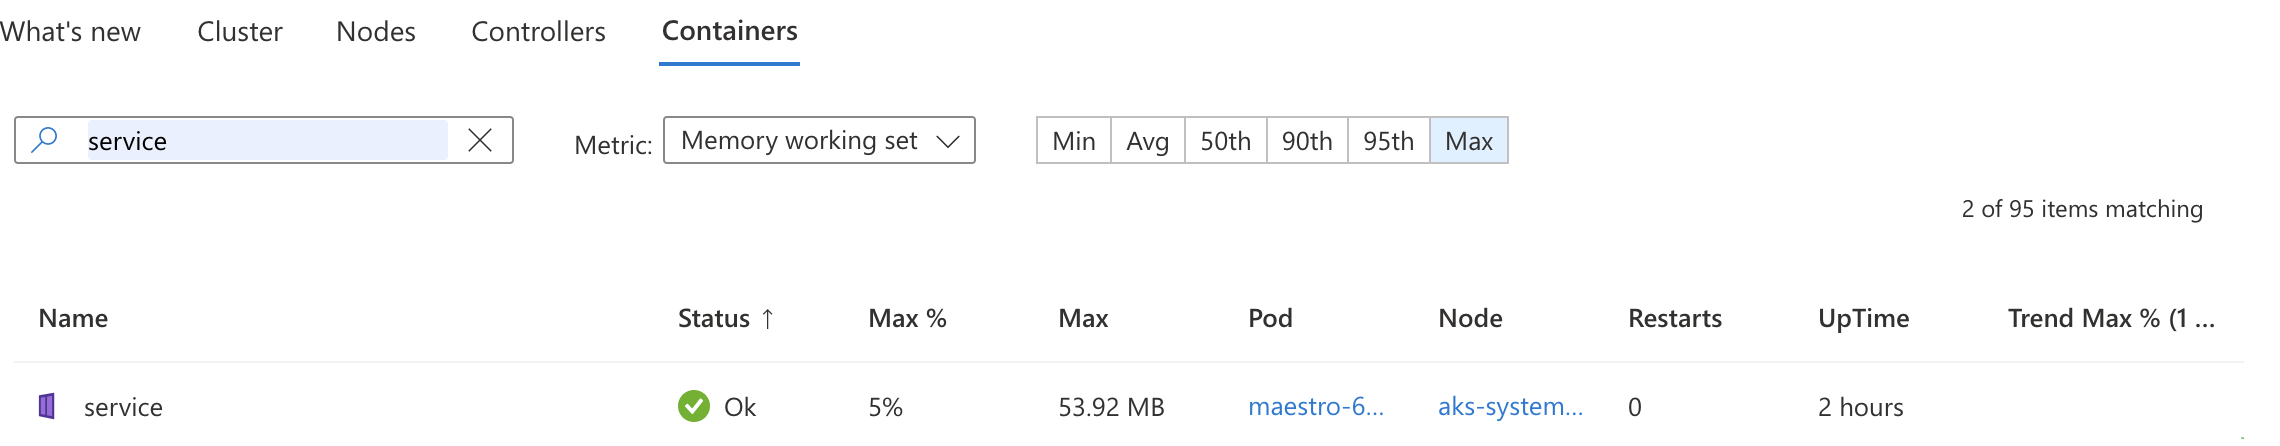 What's new Cluster Nodes Controllers Containers
service Metric: Memory working set Min Avg 50th 90th 95th Max
2 of 95 items matching
Name Status ↑ Max % Max Pod Node Restarts UpTime Trend Max % (1 ...
service Ok 5% 53.92 MB maestro-6... aks-system... 0 2 hours